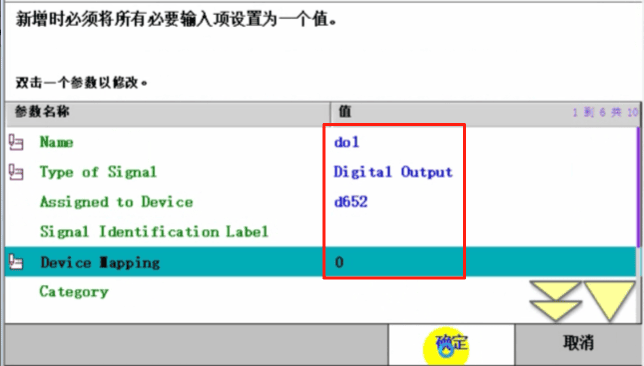 新增时必须将所有必要输入项设置为一个值。
双击一个参数以修改。
参数名称 值 1 到 6 共 10
Name do1
Type of Signal Digital Output
Assigned to Device d652
Signal Identification Label
Device Mapping 0
Category
确定 取消